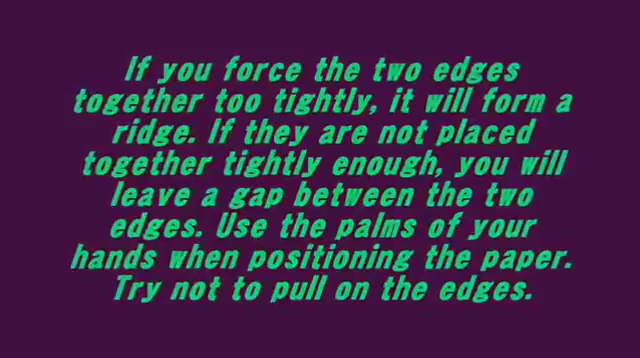 If you force the two edges
together too tightly, it will form a
ridge. If they are not placed
together tightly enough, you will
leave a gap between the two
edges. Use the palms of your
hands when positioning the paper.
Try not to pull on the edges.